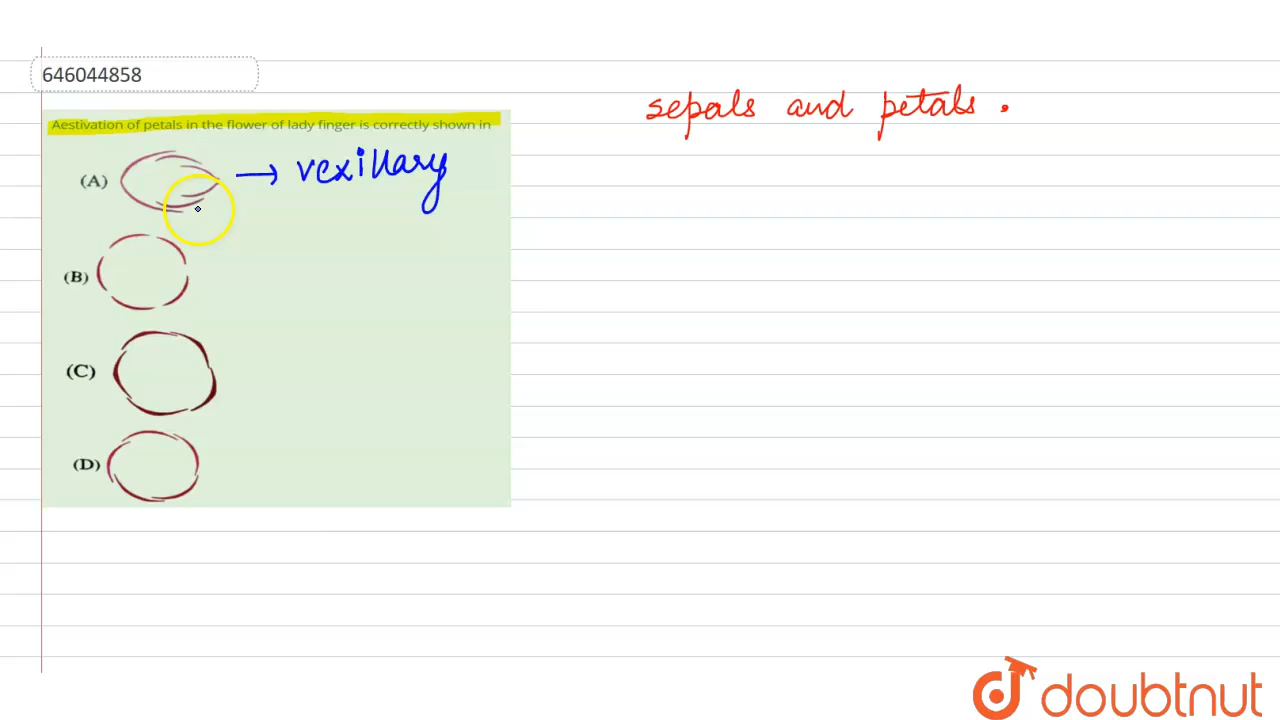 646044858
sepals and petals.
Aestivation of petals in the flower of lady finger is correctly shown in
(A) → vexillary
(B)
(C)
(D)
doubtnut